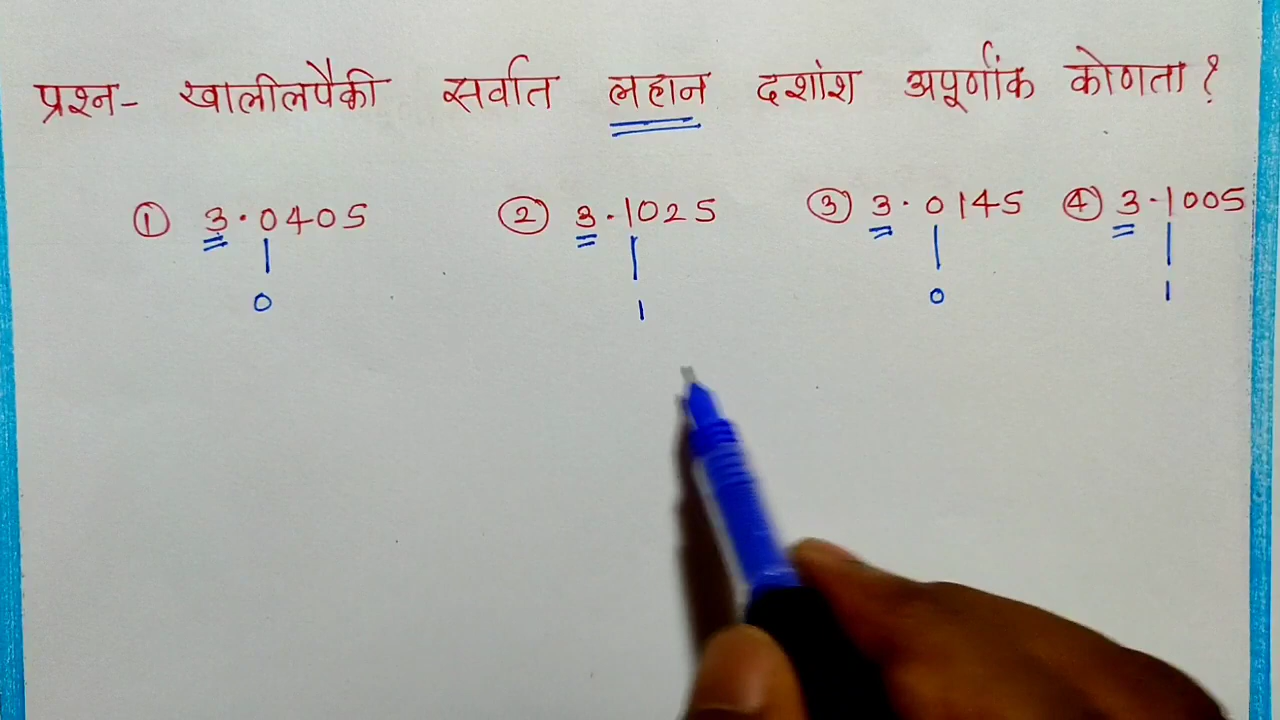 प्रश्न- खालीलपैकी सर्वात लहान दशांश अपूर्णांक कोणता ?
① 3.0405 ② 3.1025 ③ 3.0145 ④ 3.1005
0 1 0 1